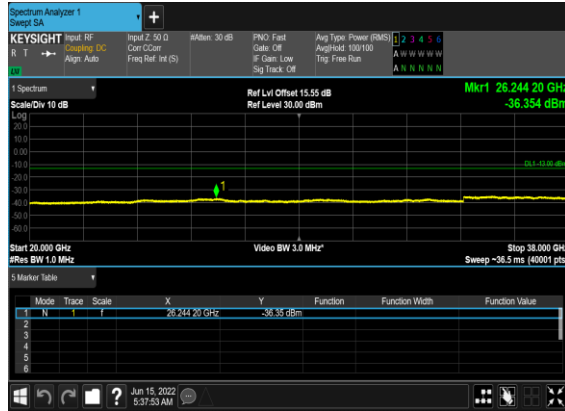 Spectrum Analyzer 1
Swept SA
+
KEYSIGHT
R T
Input: RF
Coupling: DC
Align: Auto
Input Z: 50 Ω
Corr CCorr
Freq Ref: Int (S)
#Atten: 30 dB
PNO: Fast
Gate: Off
IF Gain: Low
Sig Track: Off
Avg Type: Power (RMS)
Avg|Hold: 100/100
Trig: Free Run
1 2 3 4 5 6
A W W W W W
A N N N N N
1 Spectrum
Scale/Div 10 dB
Ref Lvl Offset 15.55 dB
Ref Level 30.00 dBm
Mkr1 26.244 20 GHz
-36.354 dBm
Log
20.0
10.0
0.00
-10.0
-20.0
-30.0
-40.0
-50.0
-60.0
DL1 -13.00 dBm
1
Start 20.000 GHz
#Res BW 1.0 MHz
Video BW 3.0 MHz*
Stop 38.000 GHz
Sweep ~36.5 ms (40001 pts)
5 Marker Table
Mode Trace Scale X Y Function Function Width Function Value
1 N 1 f 26.244 20 GHz -36.35 dBm
2
3
4
5
6
?
Jun 15, 2022
5:37:53 AM